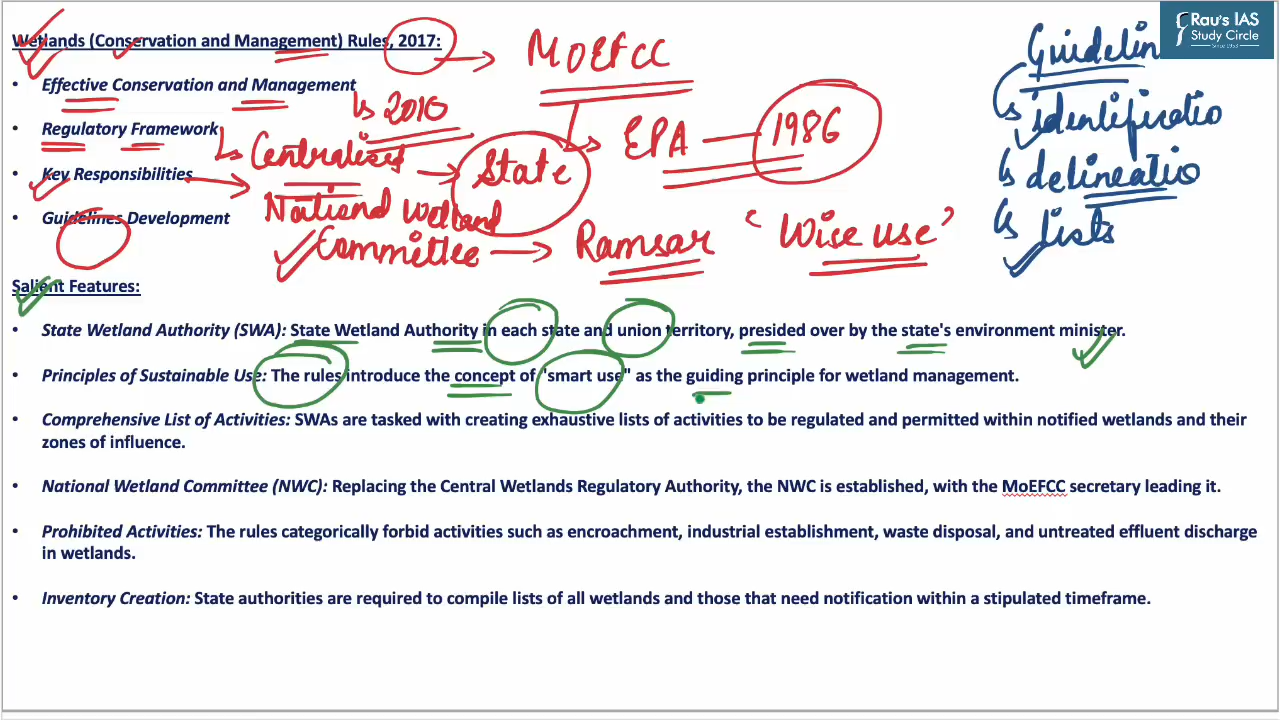 Rau's IAS
Study Circle
Since 1953
Wetlands (Conservation and Management) Rules, 2017:
MoEFCC
Guidelin
• Effective Conservation and Management
↳ 2010
↳ identificatio
• Regulatory Framework
↳ Centralised → State
↳ EPA — 1986
• Key Responsibilities
↳ delineatio
National Wetland
Committee → Ramsar "Wise use"
• Guidelines Development
↳ lists
Salient Features:
• State Wetland Authority (SWA): State Wetland Authority in each state and union territory, presided over by the state's environment minister.
• Principles of Sustainable Use: The rules introduce the concept of "smart use" as the guiding principle for wetland management.
• Comprehensive List of Activities: SWAs are tasked with creating exhaustive lists of activities to be regulated and permitted within notified wetlands and their
zones of influence.
• National Wetland Committee (NWC): Replacing the Central Wetlands Regulatory Authority, the NWC is established, with the MoEFCC secretary leading it.
• Prohibited Activities: The rules categorically forbid activities such as encroachment, industrial establishment, waste disposal, and untreated effluent discharge
in wetlands.
• Inventory Creation: State authorities are required to compile lists of all wetlands and those that need notification within a stipulated timeframe.